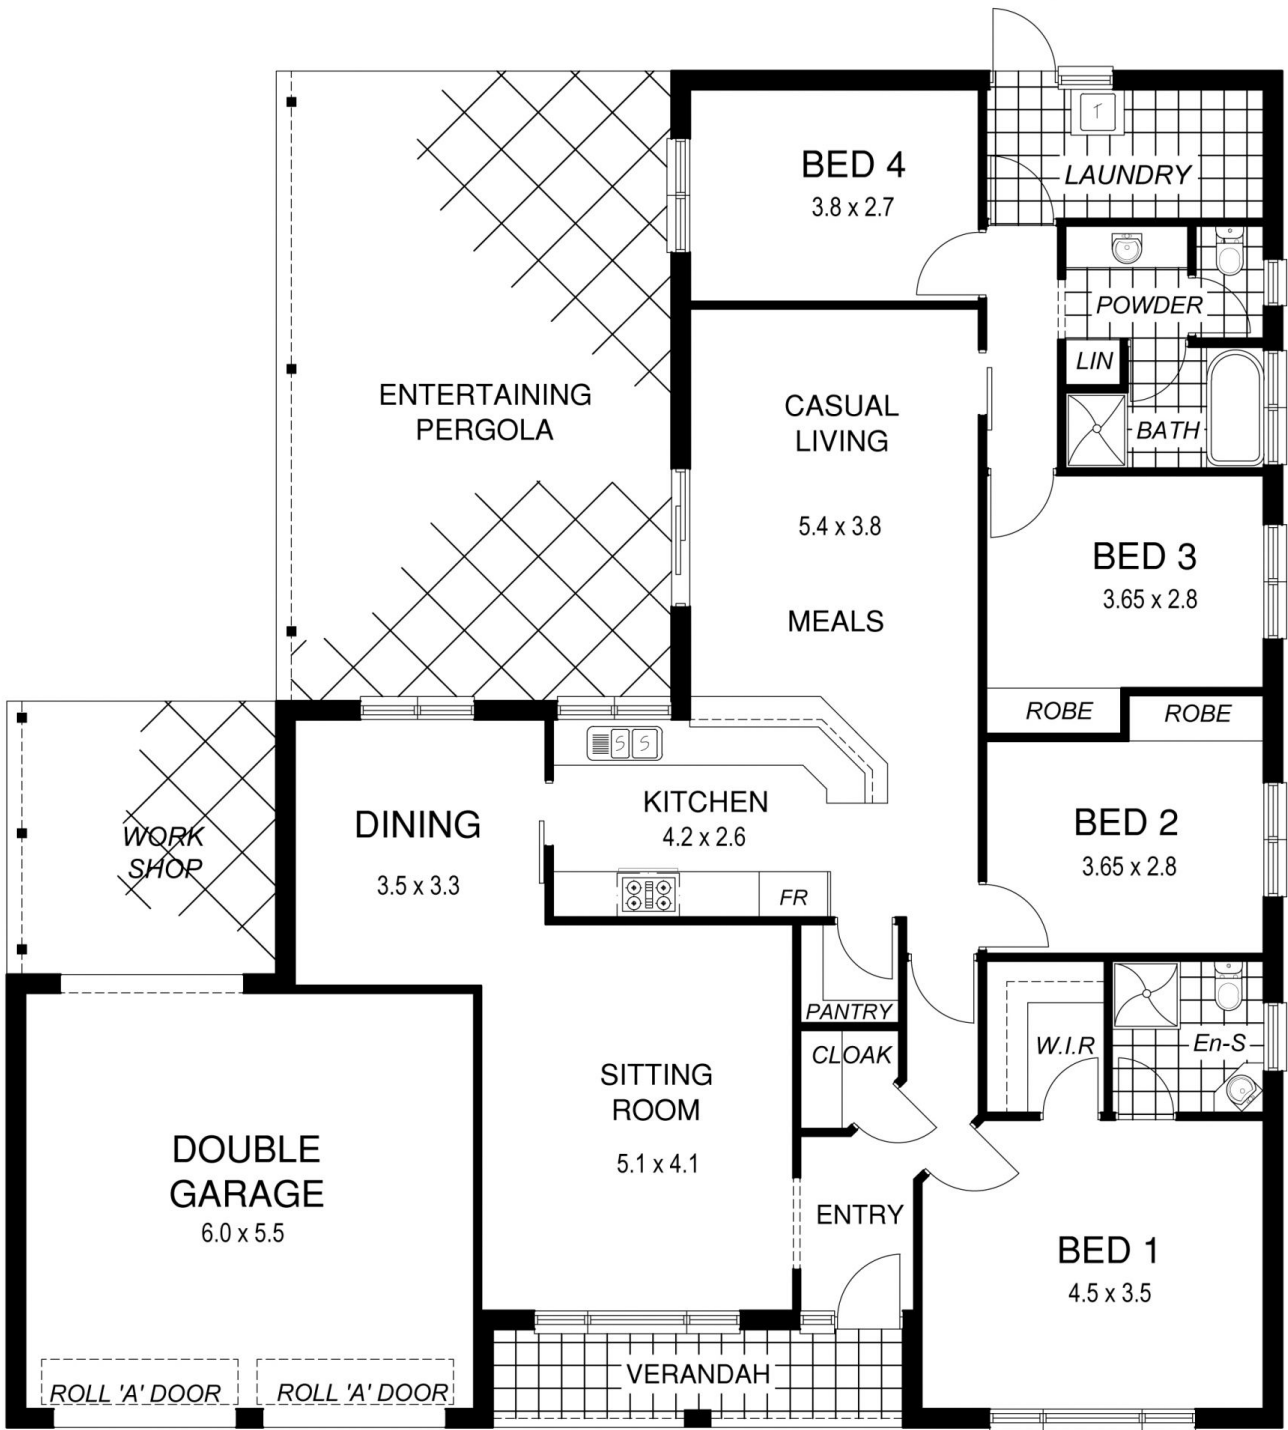 BED 4
3.8 x 2.7
LAUNDRY
POWDER
LIN
BATH
ENTERTAINING
PERGOLA
CASUAL
LIVING
5.4 x 3.8
MEALS
BED 3
3.65 x 2.8
ROBE
ROBE
WORK
SHOP
DINING
3.5 x 3.3
S S
KITCHEN
4.2 x 2.6
FR
BED 2
3.65 x 2.8
PANTRY
CLOAK
W.I.R
En-S
SITTING
ROOM
5.1 x 4.1
DOUBLE
GARAGE
6.0 x 5.5
ENTRY
BED 1
4.5 x 3.5
VERANDAH
ROLL 'A' DOOR
ROLL 'A' DOOR